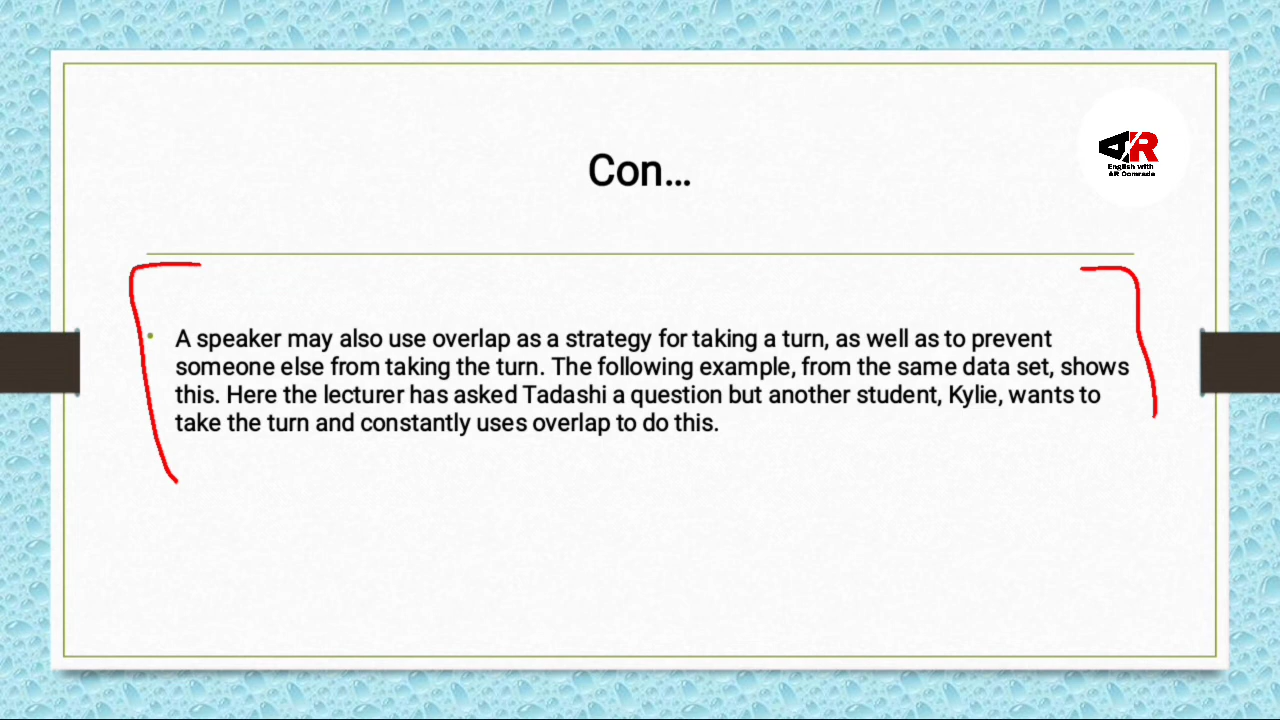 Con...
AR
English with
AR Comrade
• A speaker may also use overlap as a strategy for taking a turn, as well as to prevent
someone else from taking the turn. The following example, from the same data set, shows
this. Here the lecturer has asked Tadashi a question but another student, Kylie, wants to
take the turn and constantly uses overlap to do this.